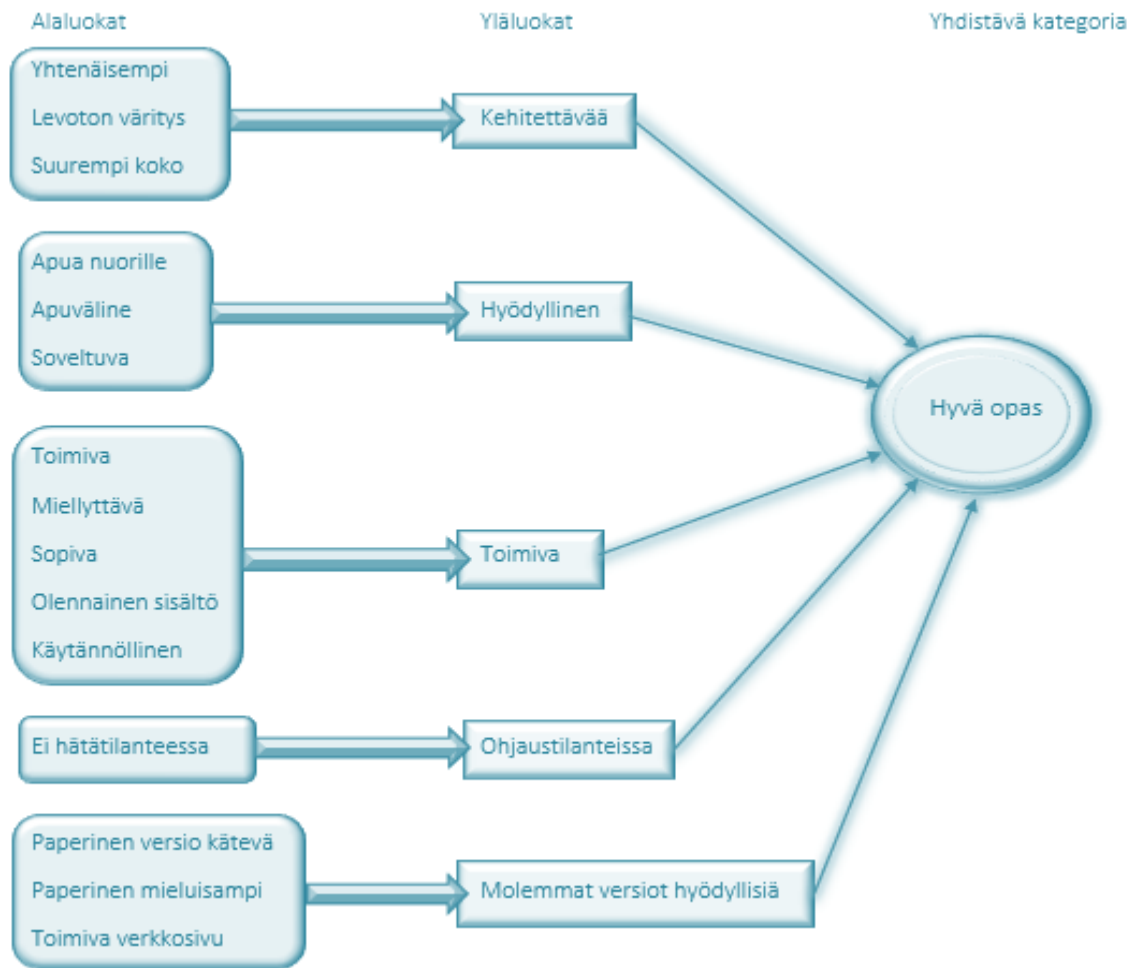 Alaluokat
Yläluokat
Yhdistävä kategoria
Yhtenäisempi
Levoton väritys
Suurempi koko
Kehitettävää
Apua nuorille
Apuväline
Soveltuva
Hyödyllinen
Hyvä opas
Toimiva
Miellyttävä
Sopiva
Olennainen sisältö
Käytännöllinen
Toimiva
Ei hätätilanteessa
Ohjaustilanteissa
Paperinen versio kätevä
Paperinen mieluisampi
Toimiva verkkosivu
Molemmat versiot hyödyllisiä